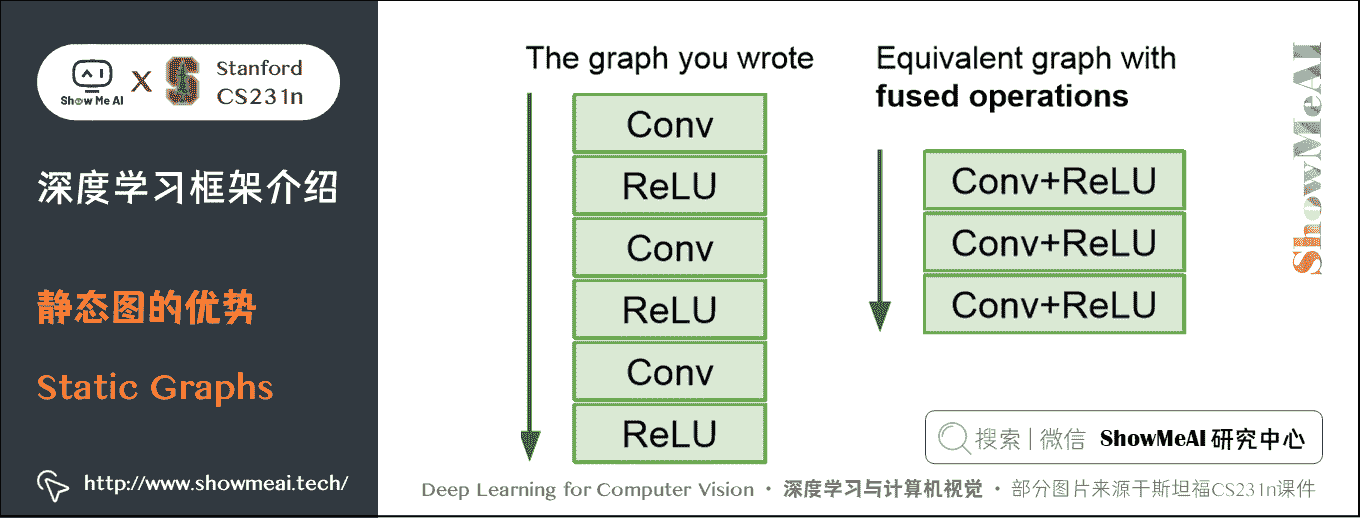 Show Me AI
X
Stanford
CS231n
深度学习框架介绍
静态图的优势
Static Graphs
http://www.showmeai.tech/
The graph you wrote
Conv
ReLU
Conv
ReLU
Conv
ReLU
Equivalent graph with
fused operations
Conv+ReLU
Conv+ReLU
Conv+ReLU
ShowMeAI
搜索 | 微信 ShowMeAI 研究中心
Deep Learning for Computer Vision · 深度学习与计算机视觉 · 部分图片来源于斯坦福CS231n课件